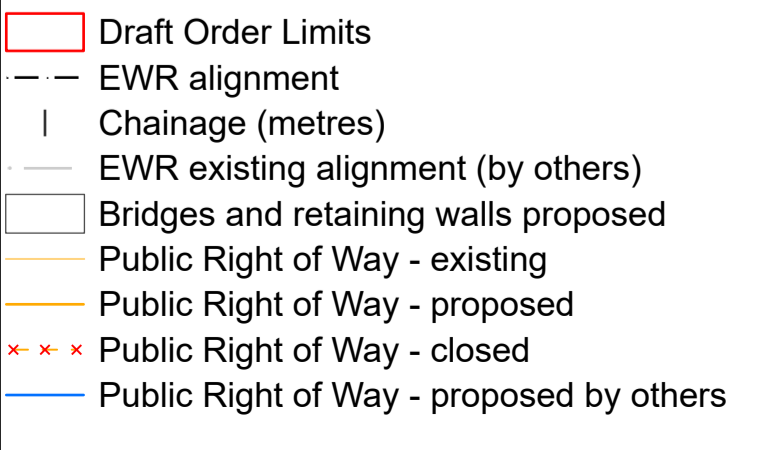 Draft Order Limits
EWR alignment
Chainage (metres)
EWR existing alignment (by others)
Bridges and retaining walls proposed
Public Right of Way - existing
Public Right of Way - proposed
Public Right of Way - closed
Public Right of Way - proposed by others